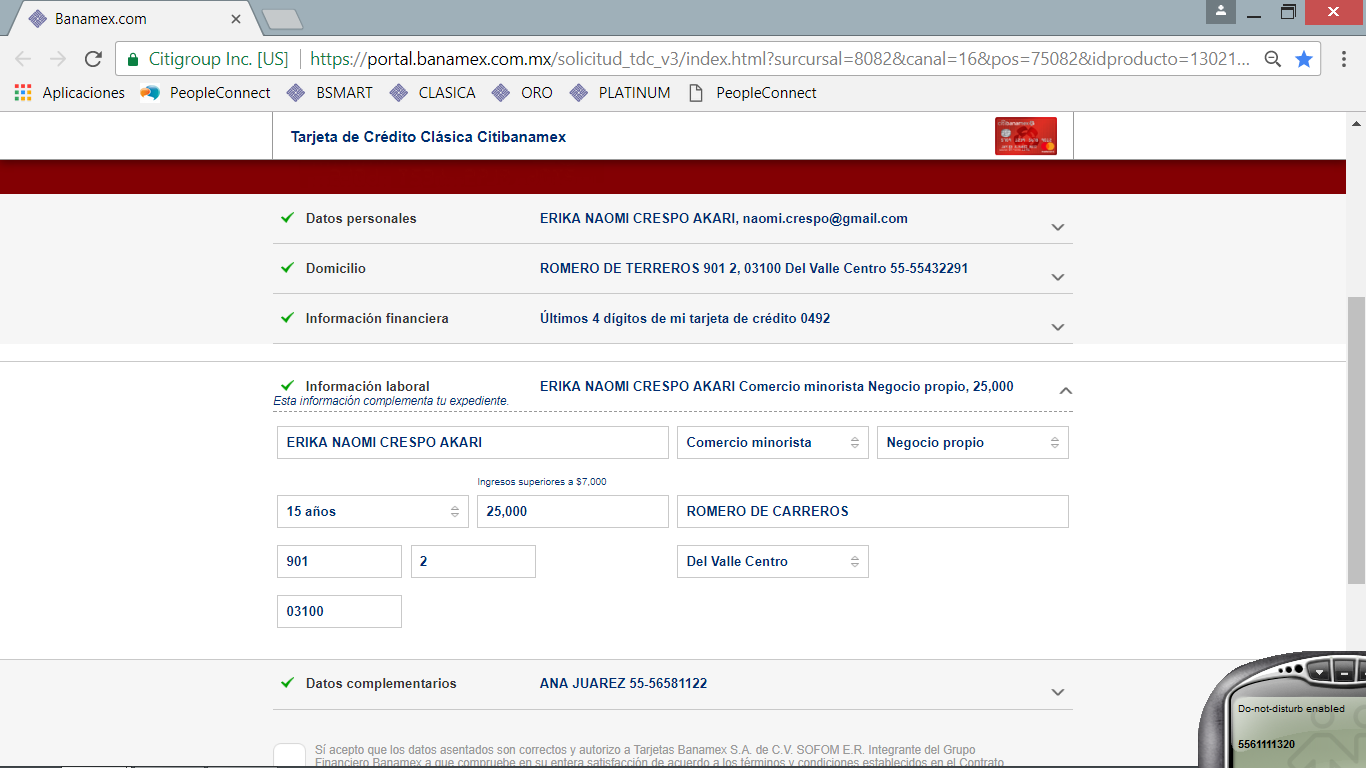 Banamex.com
Citigroup Inc. [US] https://portal.banamex.com.mx/solicitud_tdc_v3/index.html?surcursal=8082&canal=16&pos=75082&idproducto=13021...
Aplicaciones PeopleConnect BSMART CLASICA ORO PLATINUM PeopleConnect
Tarjeta de Crédito Clásica Citibanamex
Datos personales ERIKA NAOMI CRESPO AKARI, naomi.crespo@gmail.com
Domicilio ROMERO DE TERREROS 901 2, 03100 Del Valle Centro 55-55432291
Información financiera Últimos 4 dígitos de mi tarjeta de crédito 0492
Información laboral ERIKA NAOMI CRESPO AKARI Comercio minorista Negocio propio, 25,000
Esta información complementa tu expediente.
ERIKA NAOMI CRESPO AKARI Comercio minorista Negocio propio
Ingresos superiores a $7,000
15 años 25,000 ROMERO DE CARREROS
901 2 Del Valle Centro
03100
Datos complementarios ANA JUAREZ 55-56581122
Do-not-disturb enabled
5561111320
Sí acepto que los datos asentados son correctos y autorizo a Tarjetas Banamex S.A. de C.V. SOFOM E.R. Integrante del Grupo
Financiero Banamex a que compruebe en su entera satisfacción de acuerdo a los términos y condiciones establecidos en el Contrato